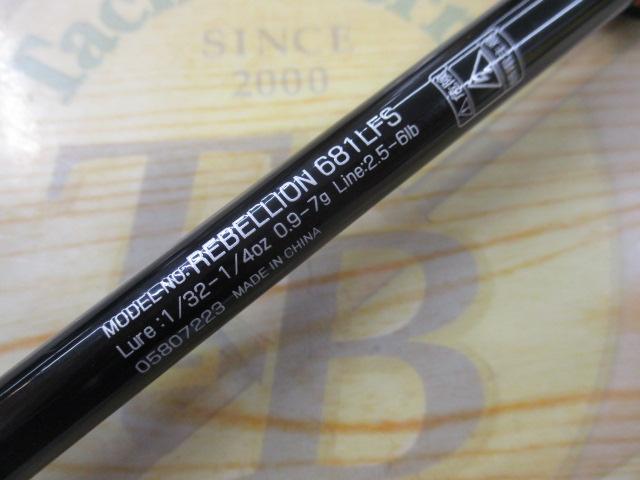 SINCE
2000
TB
MODEL NO. REBELLION 681LFS
Lure :1/32-1/4oz 0.9-7g Line:2.5-6lb
05807223 MADE IN CHINA